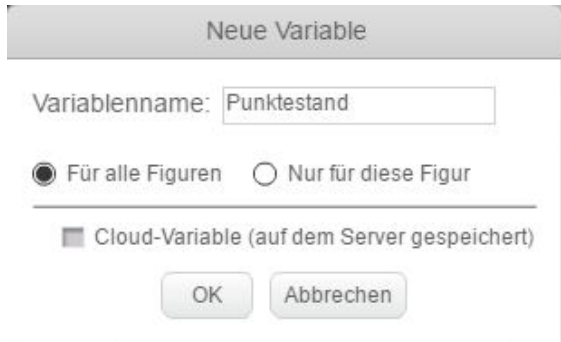 Neue Variable
Variablenname: Punktestand
Für alle Figuren Nur für diese Figur
Cloud-Variable (auf dem Server gespeichert)
OK Abbrechen